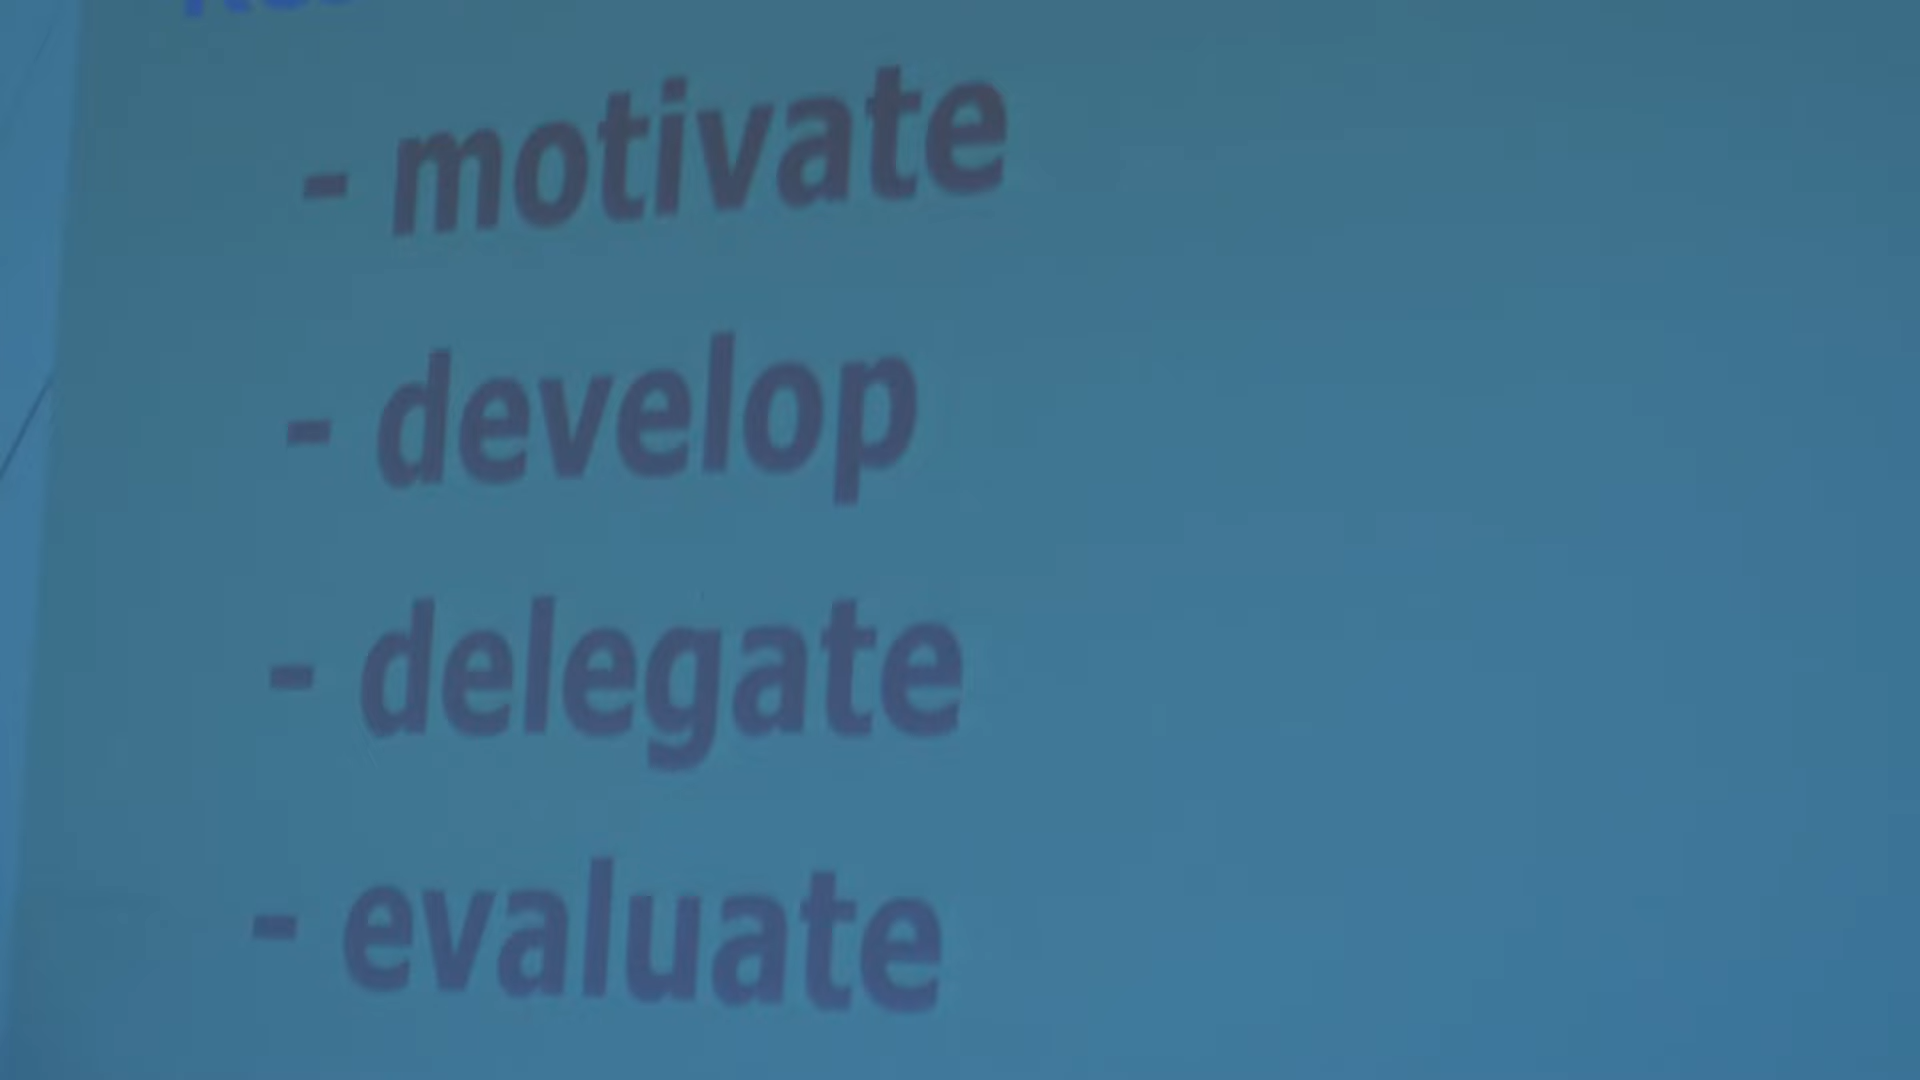 - motivate
- develop
- delegate
- evaluate